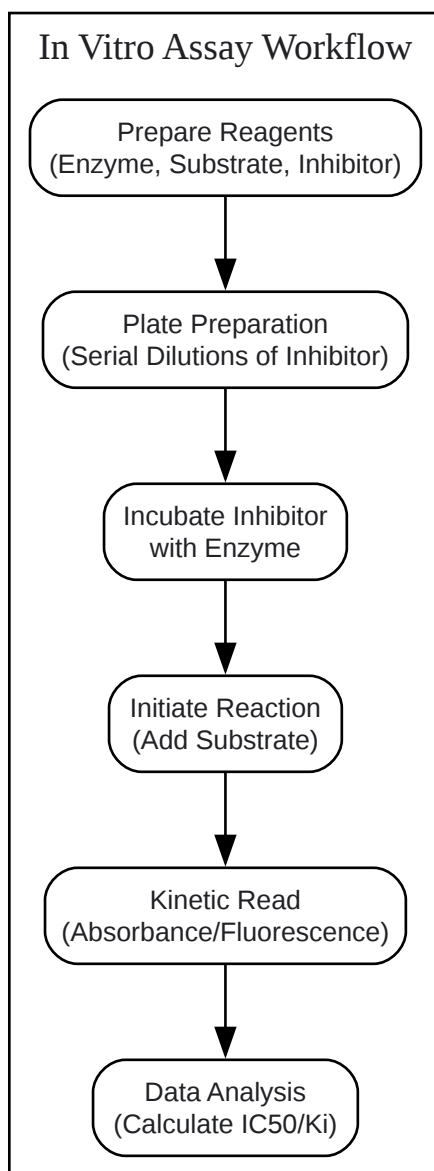 In Vitro Assay Workflow
Prepare Reagents
(Enzyme, Substrate, Inhibitor)
Plate Preparation
(Serial Dilutions of Inhibitor)
Incubate Inhibitor
with Enzyme
Initiate Reaction
(Add Substrate)
Kinetic Read
(Absorbance/Fluorescence)
Data Analysis
(Calculate IC50/Ki)